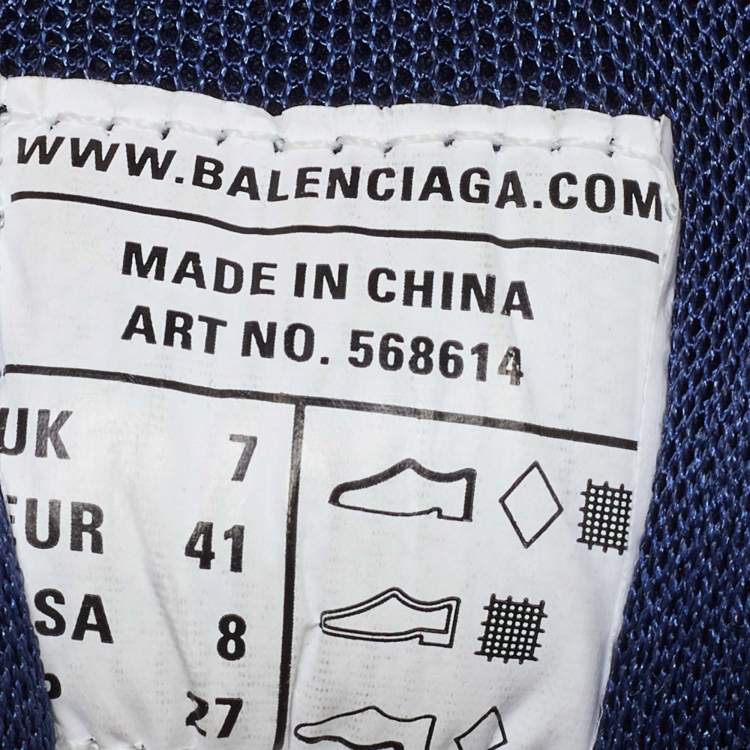 WWW.BALENCIAGA.COM
MADE IN CHINA
ART NO. 568614
UK 7
EUR 41
SA 8
27